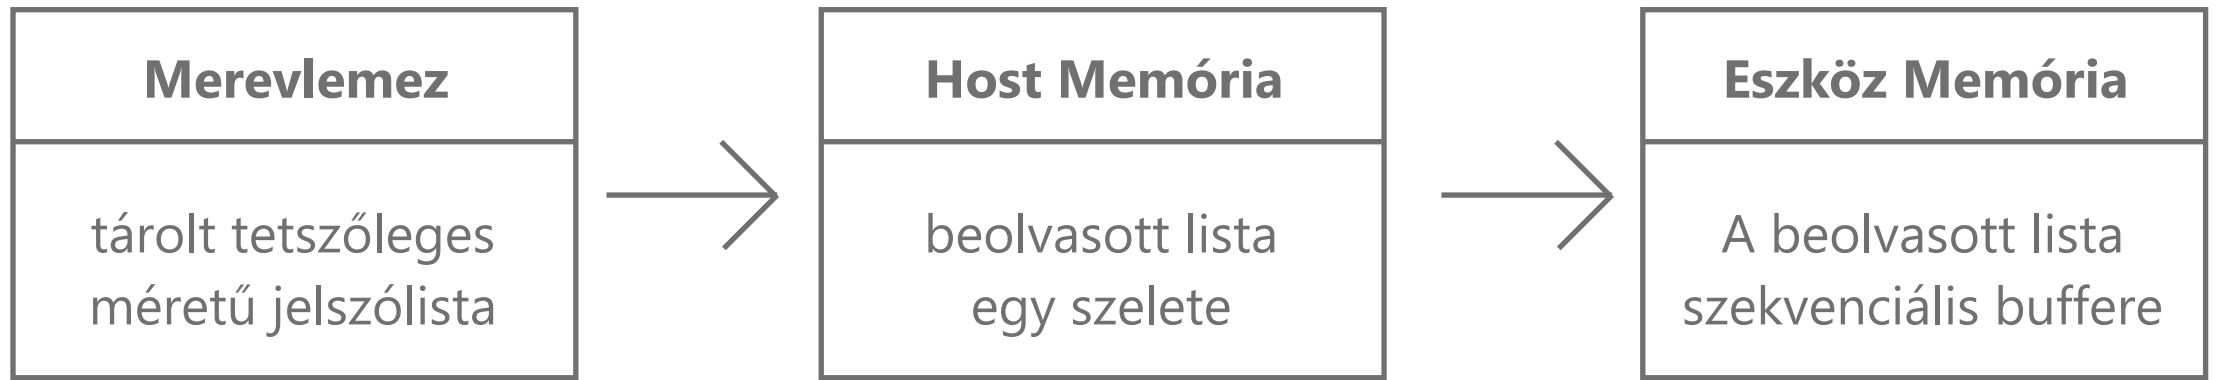 Merevlemez
tárolt tetszőleges
méretű jelszólista
Host Memória
beolvasott lista
egy szelete
Eszköz Memória
A beolvasott lista
szekvenciális buffere